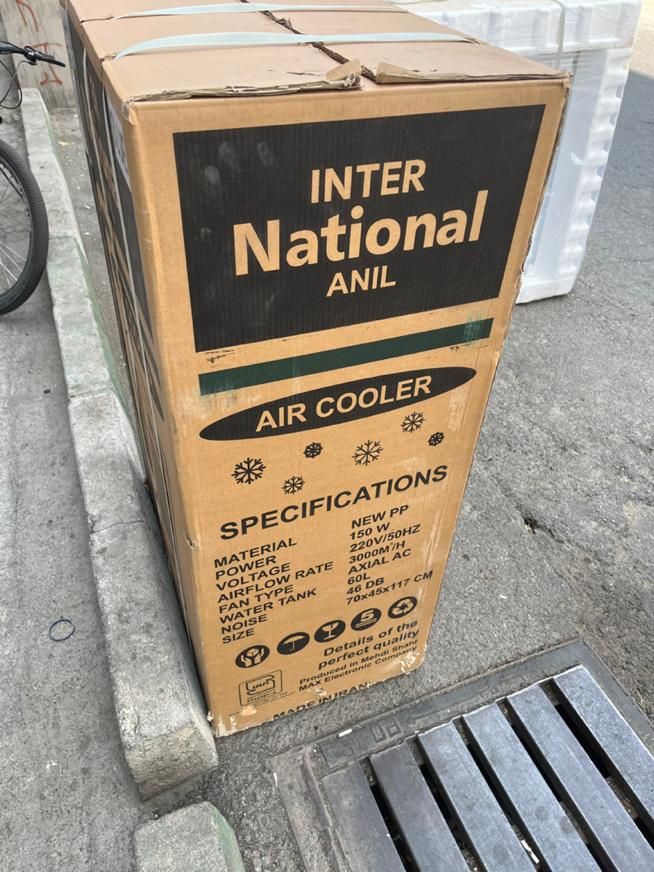 INTER
National
ANIL
AIR COOLER
SPECIFICATIONS
MATERIAL NEW PP
POWER 150 W
VOLTAGE 220V/50HZ
AIRFLOW RATE 3000M³/H
FAN TYPE AXIAL AC
WATER TANK 60L
NOISE 46 DB
SIZE 70x45x117 CM
5
Details of the
perfect quality
Produced in Mehdi Shahr
MAX Electronic Company
MADE IN IRAN